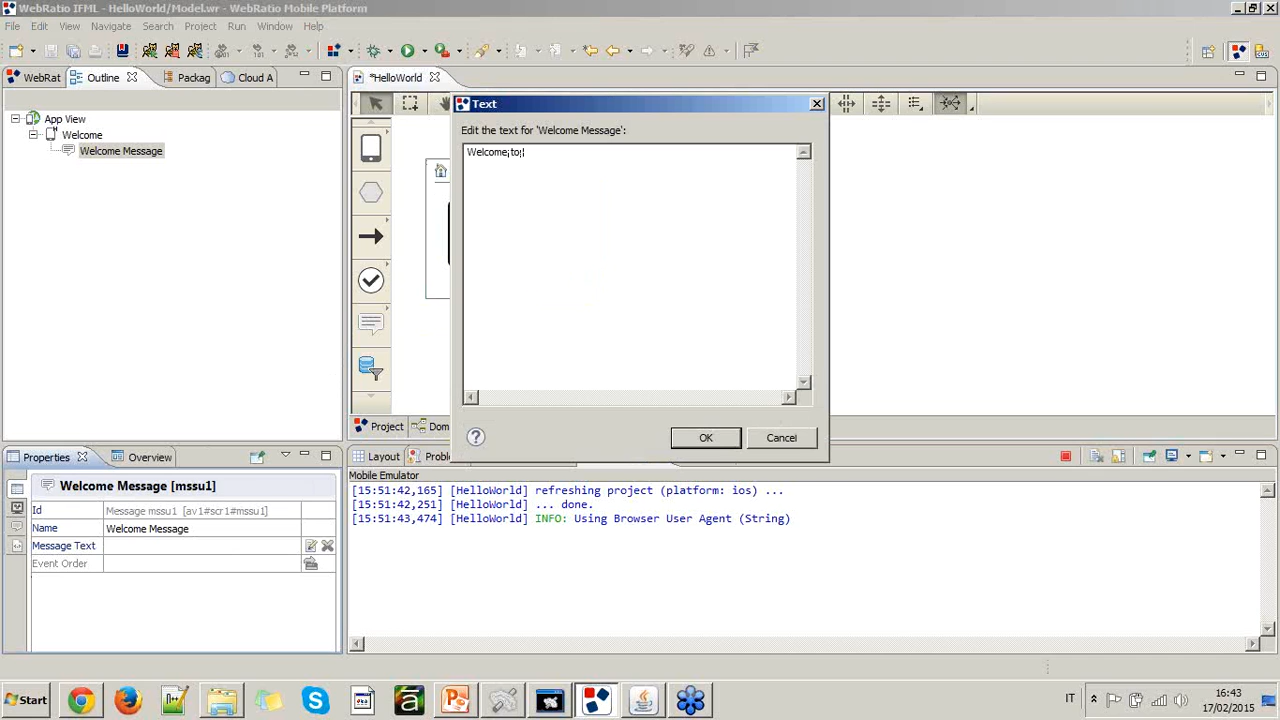 WebRatio IFML - HelloWorld/Model.wr - WebRatio Mobile Platform
File Edit View Navigate Search Project Run Window Help
WebRat Outline Packag Cloud A
*HelloWorld
App View
Welcome
Welcome Message
Text
Edit the text for 'Welcome Message':
Welcome to
OK Cancel
Project Dom
Properties Overview
Layout Probl
Welcome Message [mssu1]
Id Message mssu1 [av1#scr1#mssu1]
Name Welcome Message
Message Text
Event Order
Mobile Emulator
[15:51:42,165] [HelloWorld] refreshing project (platform: ios) ...
[15:51:42,251] [HelloWorld] ... done.
[15:51:43,474] [HelloWorld] INFO: Using Browser User Agent (String)
Start
IT
16:43
17/02/2015